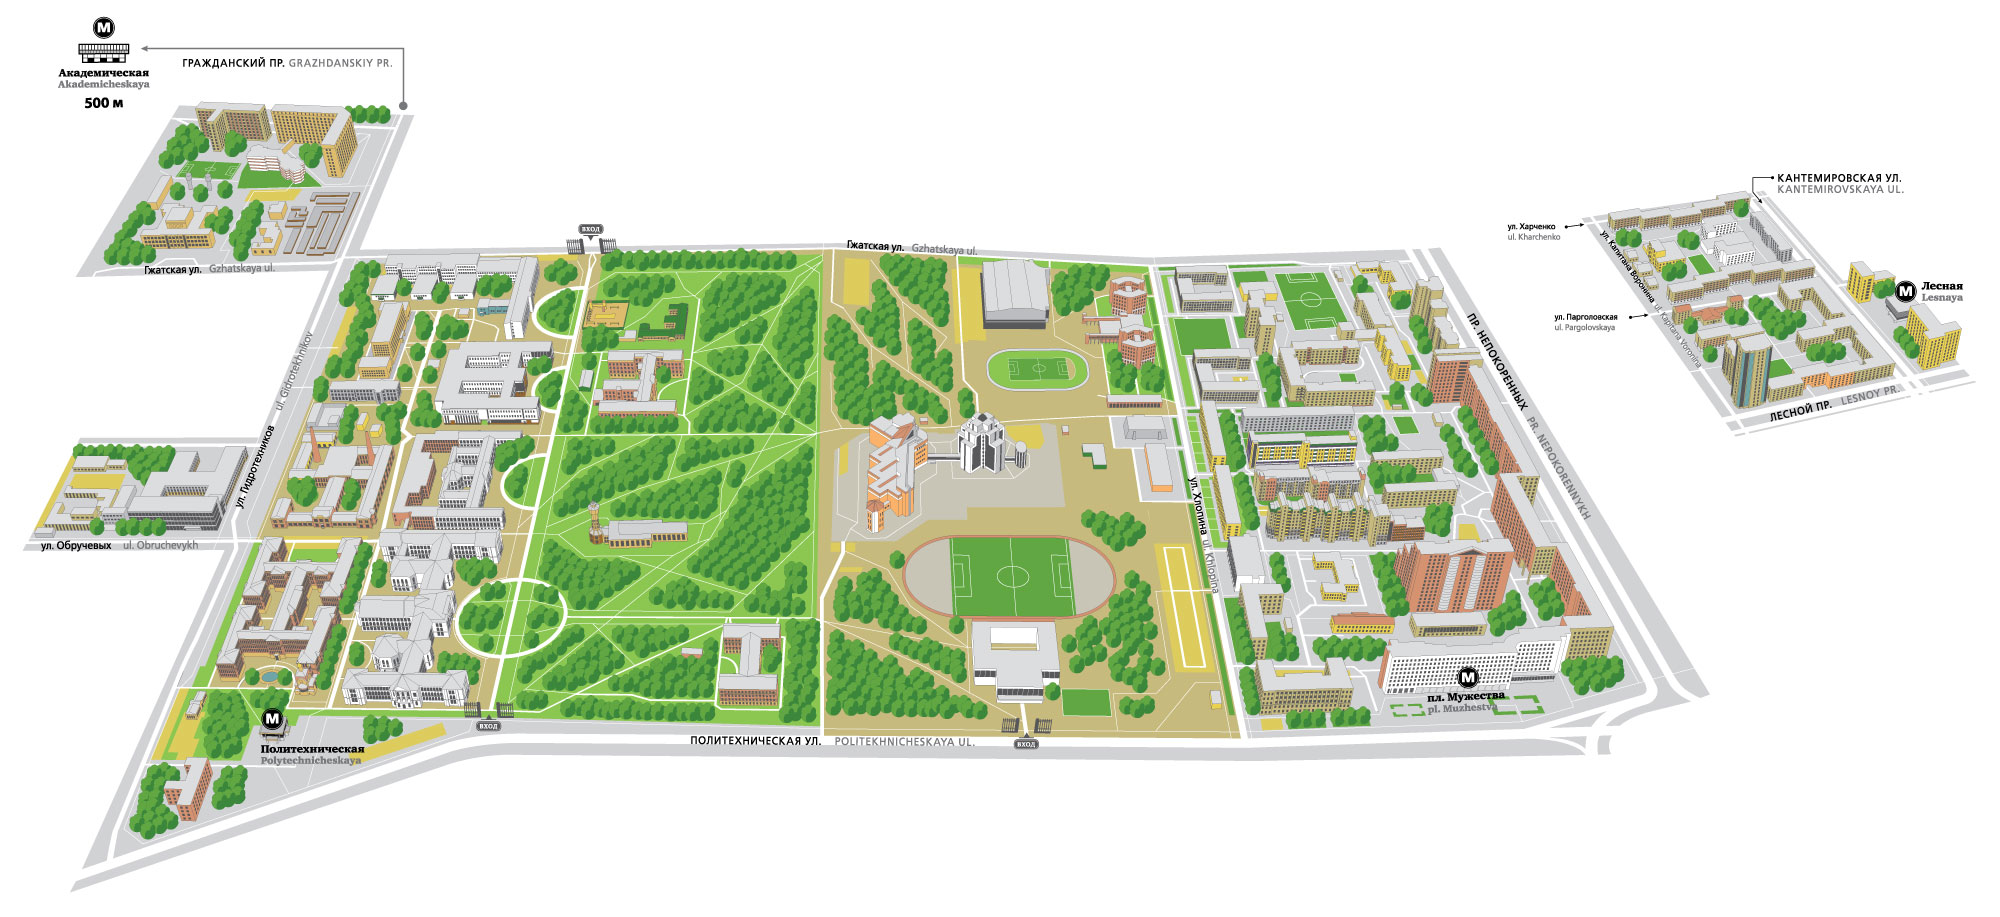 М
Академическая
Akademicheskaya
500 м
ГРАЖДАНСКИЙ ПР. GRAZHDANSKIY PR.
Гжатская ул. Gzhatskaya ul.
ВХОД
Гжатская ул. Gzhatskaya ul.
ул. Гидротехников ul. Gidrotekhnikov
ул. Обручевых ul. Obruchevykh
М
Политехническая
Polytechnicheskaya
ВХОД
ПОЛИТЕХНИЧЕСКАЯ УЛ. POLITEKHNICHESKAYA UL.
ВХОД
ул. Хлопина ul. Khlopina
ПР. НЕПОКОРЕННЫХ PR. NEPOKORENNYKH
М
пл. Мужества
pl. Muzhestva
КАНТЕМИРОВСКАЯ УЛ.
KANTEMIROVSKAYA UL.
ул. Харченко
ul. Kharchenko
ул. Капитана Воронина ul. Kapitana Voronina
М
Лесная
Lesnaya
ул. Парголовская
ul. Pargolovskaya
ЛЕСНОЙ ПР. LESNOY PR.